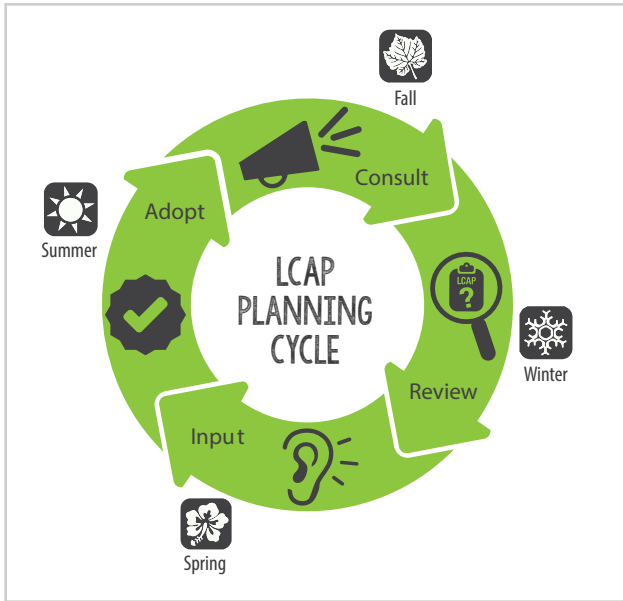 Fall
Consult
Adopt
Summer
LCAP
PLANNING
CYCLE
LCAP
?
Winter
Review
Input
Spring